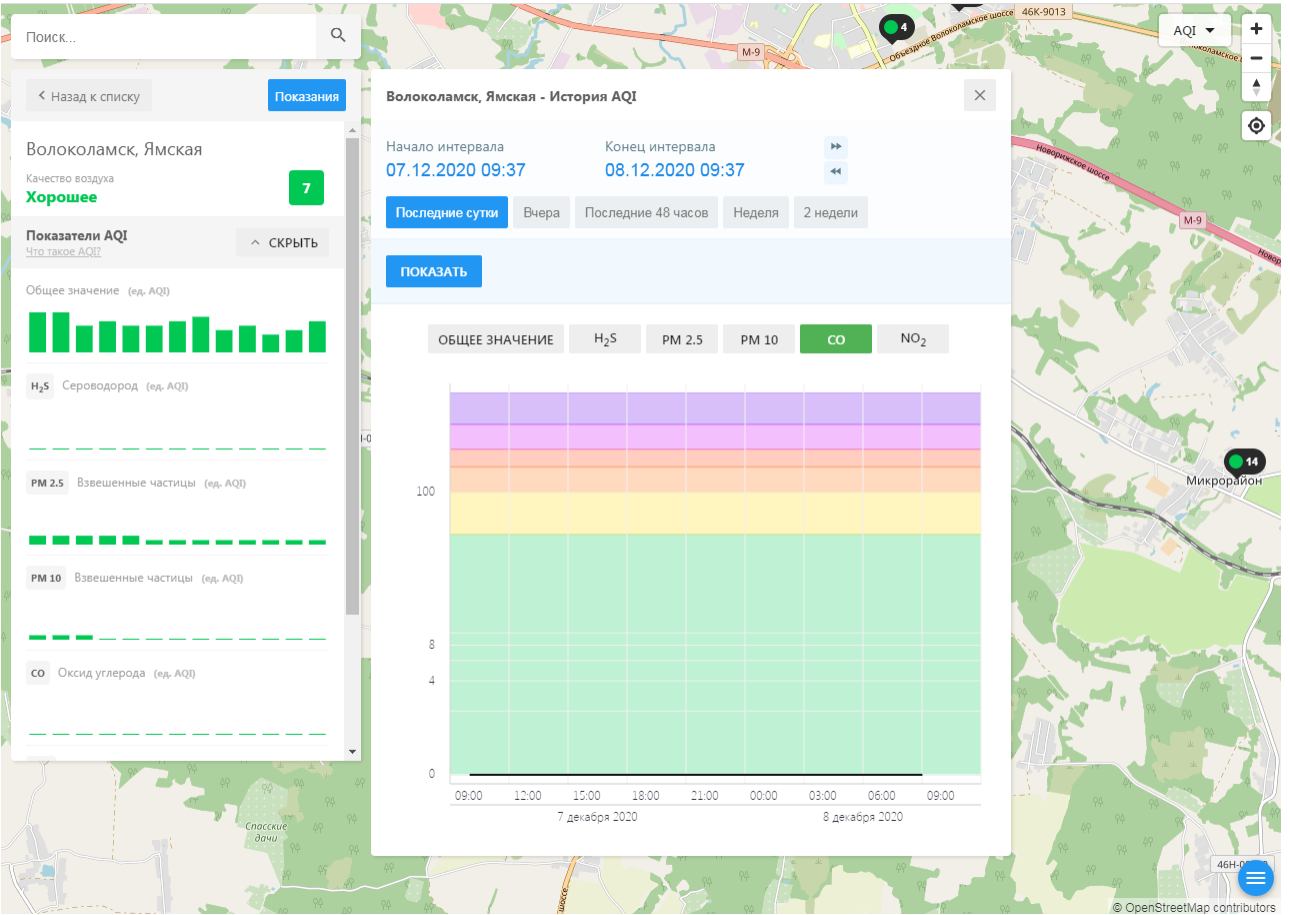 Поиск...
Назад к списку
Показания
Волоколамск, Ямская
Качество воздуха
Хорошее
7
Показатели AQI
Что такое AQI?
СКРЫТЬ
Общее значение (ед. AQI)
H2S Сероводород (ед. AQI)
PM 2.5 Взвешенные частицы (ед. AQI)
PM 10 Взвешенные частицы (ед. AQI)
CO Оксид углерода (ед. AQI)
Волоколамск, Ямская - История AQI
Начало интервала
07.12.2020 09:37
Конец интервала
08.12.2020 09:37
Последние сутки
Вчера
Последние 48 часов
Неделя
2 недели
ПОКАЗАТЬ
ОБЩЕЕ ЗНАЧЕНИЕ
H2S
PM 2.5
PM 10
CO
NO2
100
8
4
0
09:00 12:00 15:00 18:00 21:00 00:00 03:00 06:00 09:00
7 декабря 2020
8 декабря 2020
М-9
4
Объездное Волоколамское шоссе
46К-9013
AQI
Новорижское шоссе
М-9
14
Микрорайон
Спасские
дачи
© OpenStreetMap contributors